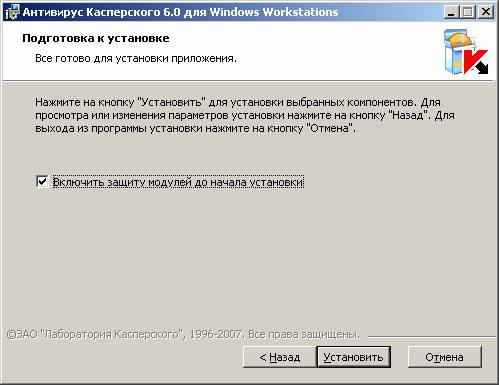 Антивирус Касперского 6.0 для Windows Workstations
Подготовка к установке
Все готово для установки приложения.
Нажмите на кнопку "Установить" для установки выбранных компонентов. Для
просмотра или изменения параметров установки нажмите на кнопку "Назад". Для
выхода из программы установки нажмите на кнопку "Отмена".
Включить защиту модулей до начала установки
©ЗАО "Лаборатория Касперского", 1996-2007. Все права защищены.
< Назад
Установить
Отмена